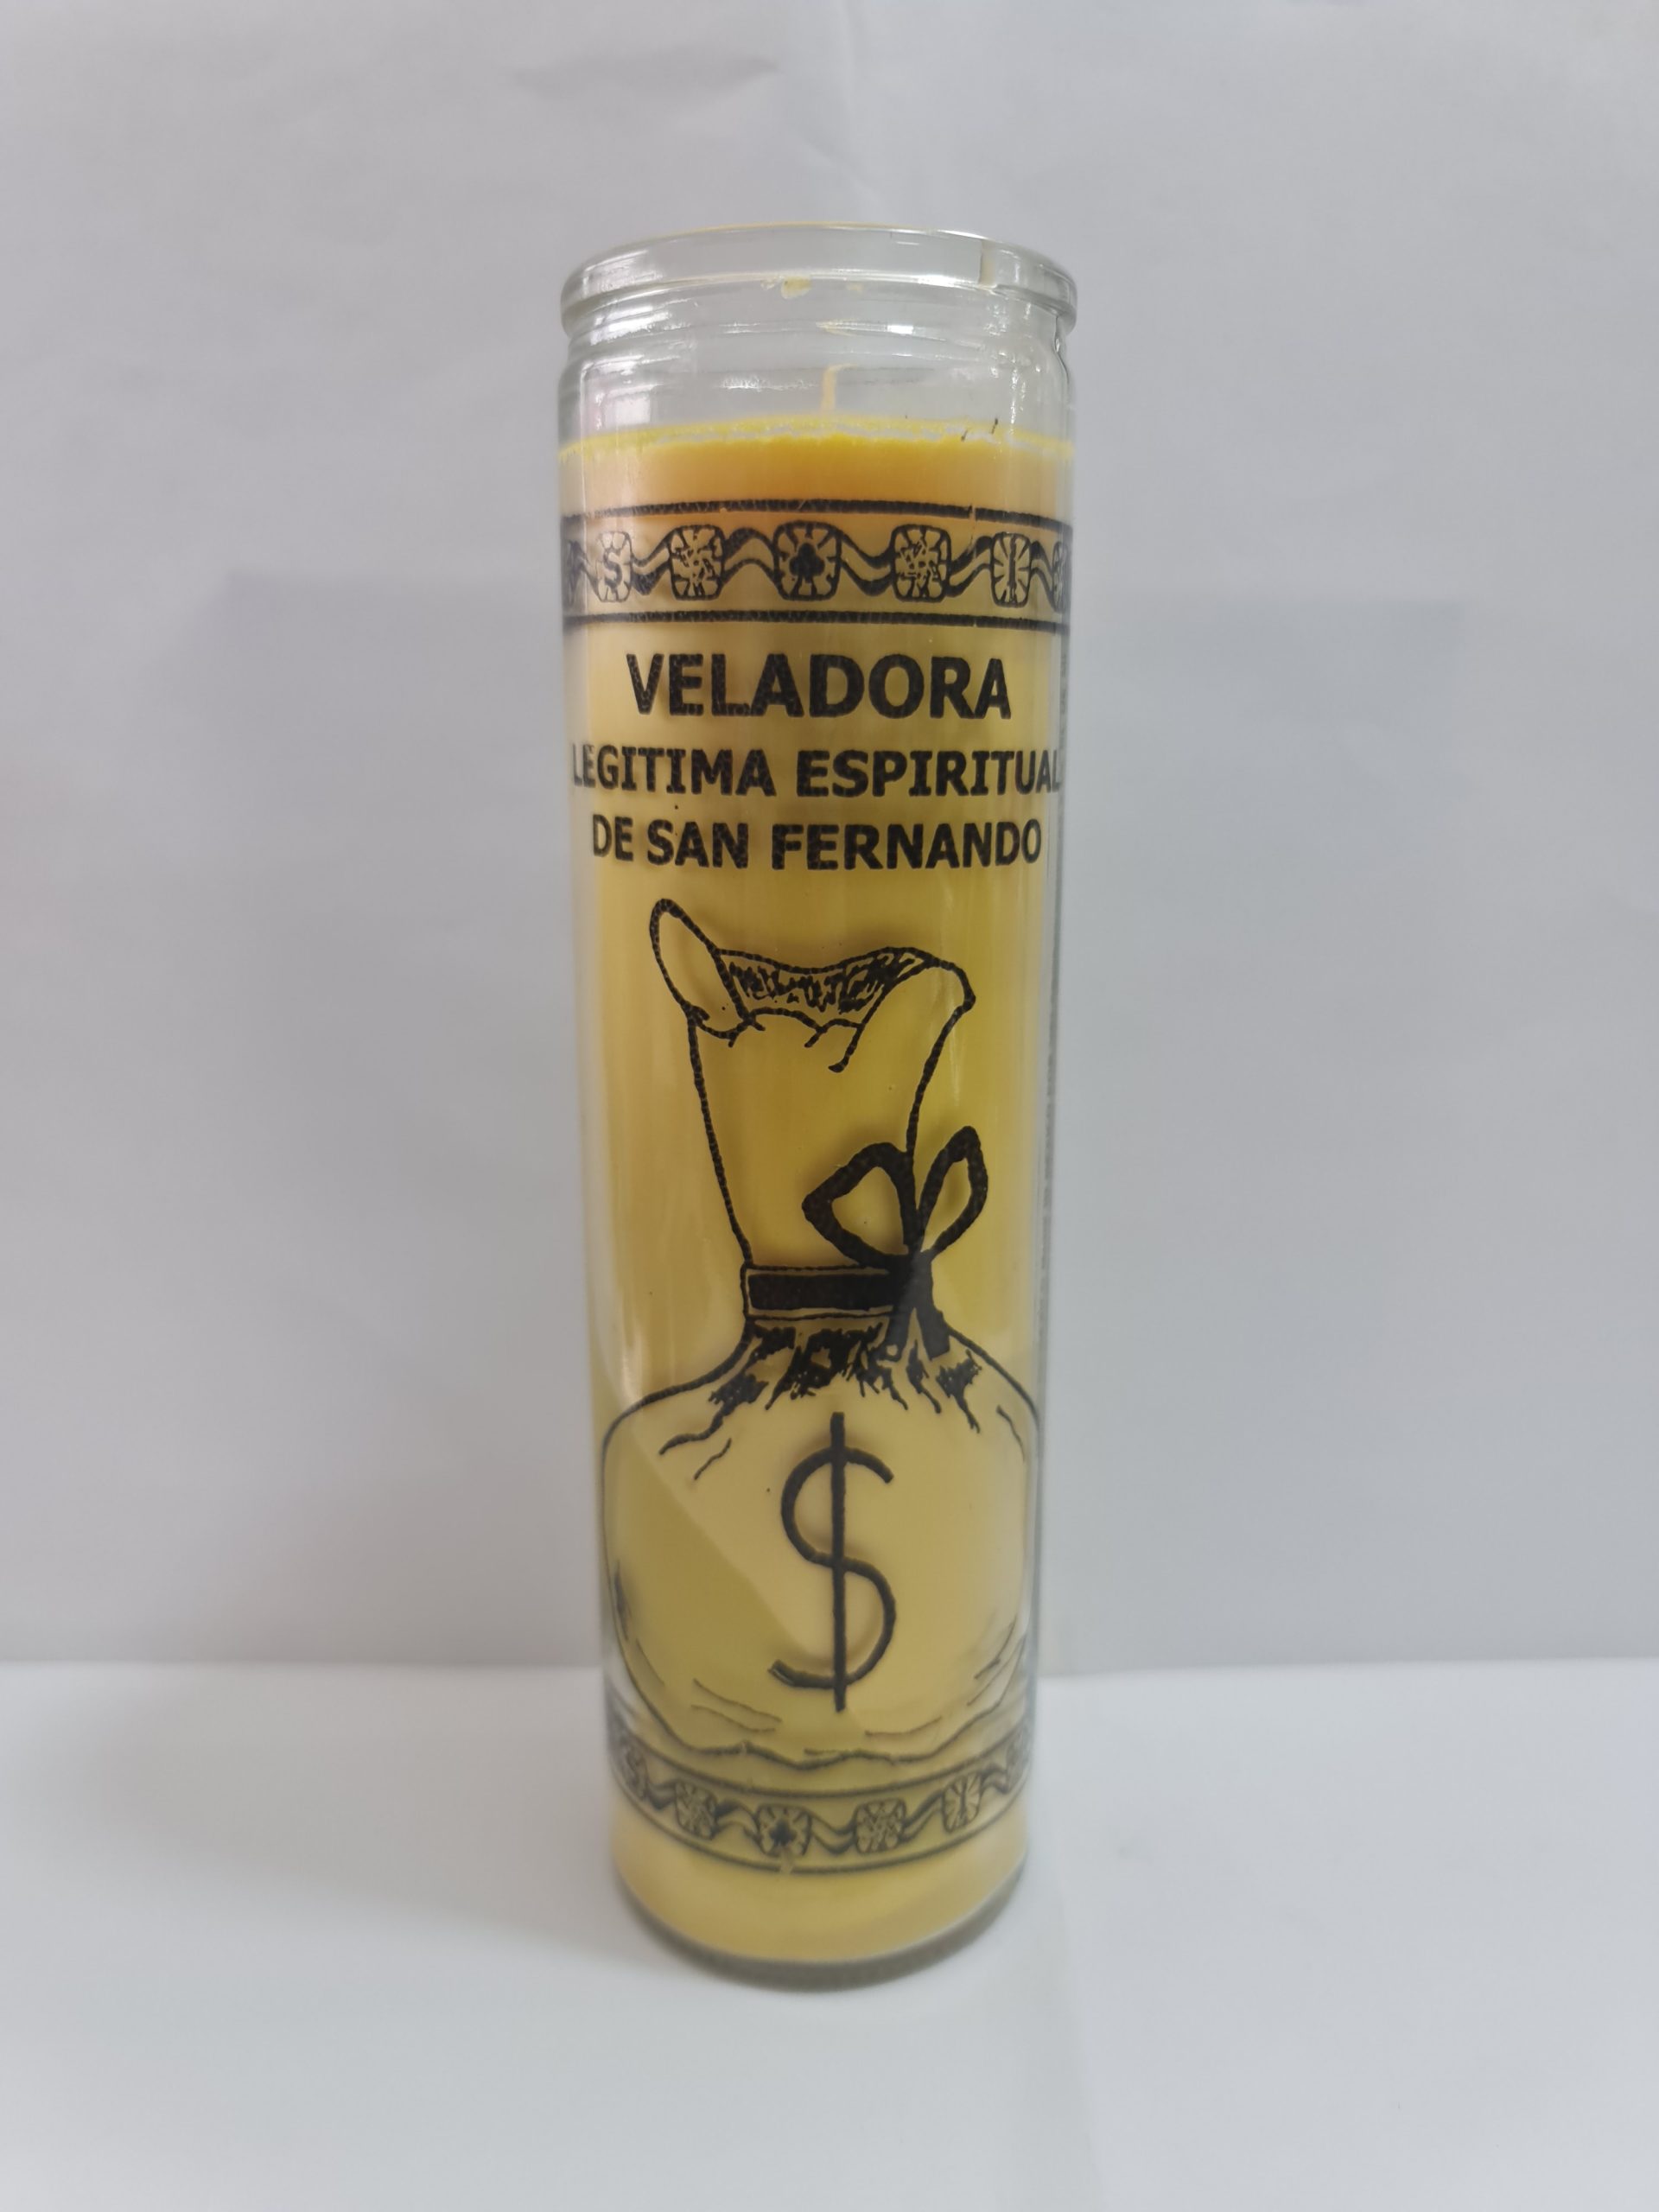 VELADORA
LEGITIMA ESPIRITUAL
DE SAN FERNANDO
$